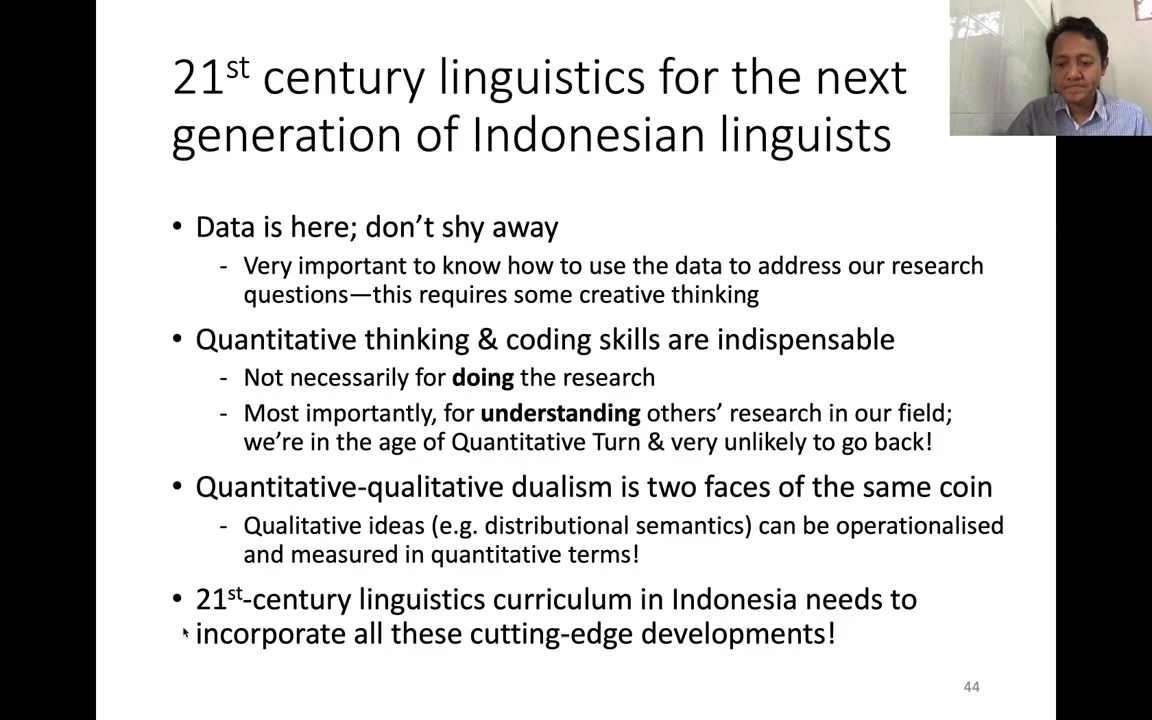 21st century linguistics for the next
generation of Indonesian linguists
• Data is here; don’t shy away
- Very important to know how to use the data to address our research
questions—this requires some creative thinking
• Quantitative thinking & coding skills are indispensable
- Not necessarily for doing the research
- Most importantly, for understanding others’ research in our field;
we’re in the age of Quantitative Turn & very unlikely to go back!
• Quantitative-qualitative dualism is two faces of the same coin
- Qualitative ideas (e.g. distributional semantics) can be operationalised
and measured in quantitative terms!
• 21st-century linguistics curriculum in Indonesia needs to
incorporate all these cutting-edge developments!
44